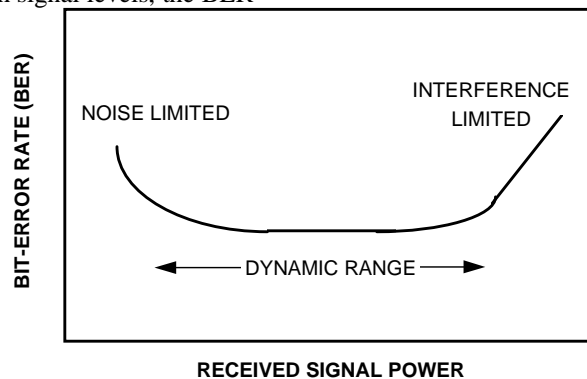 signal levels, the BER
BIT-ERROR RATE (BER)
NOISE LIMITED
INTERFERENCE
LIMITED
DYNAMIC RANGE
RECEIVED SIGNAL POWER